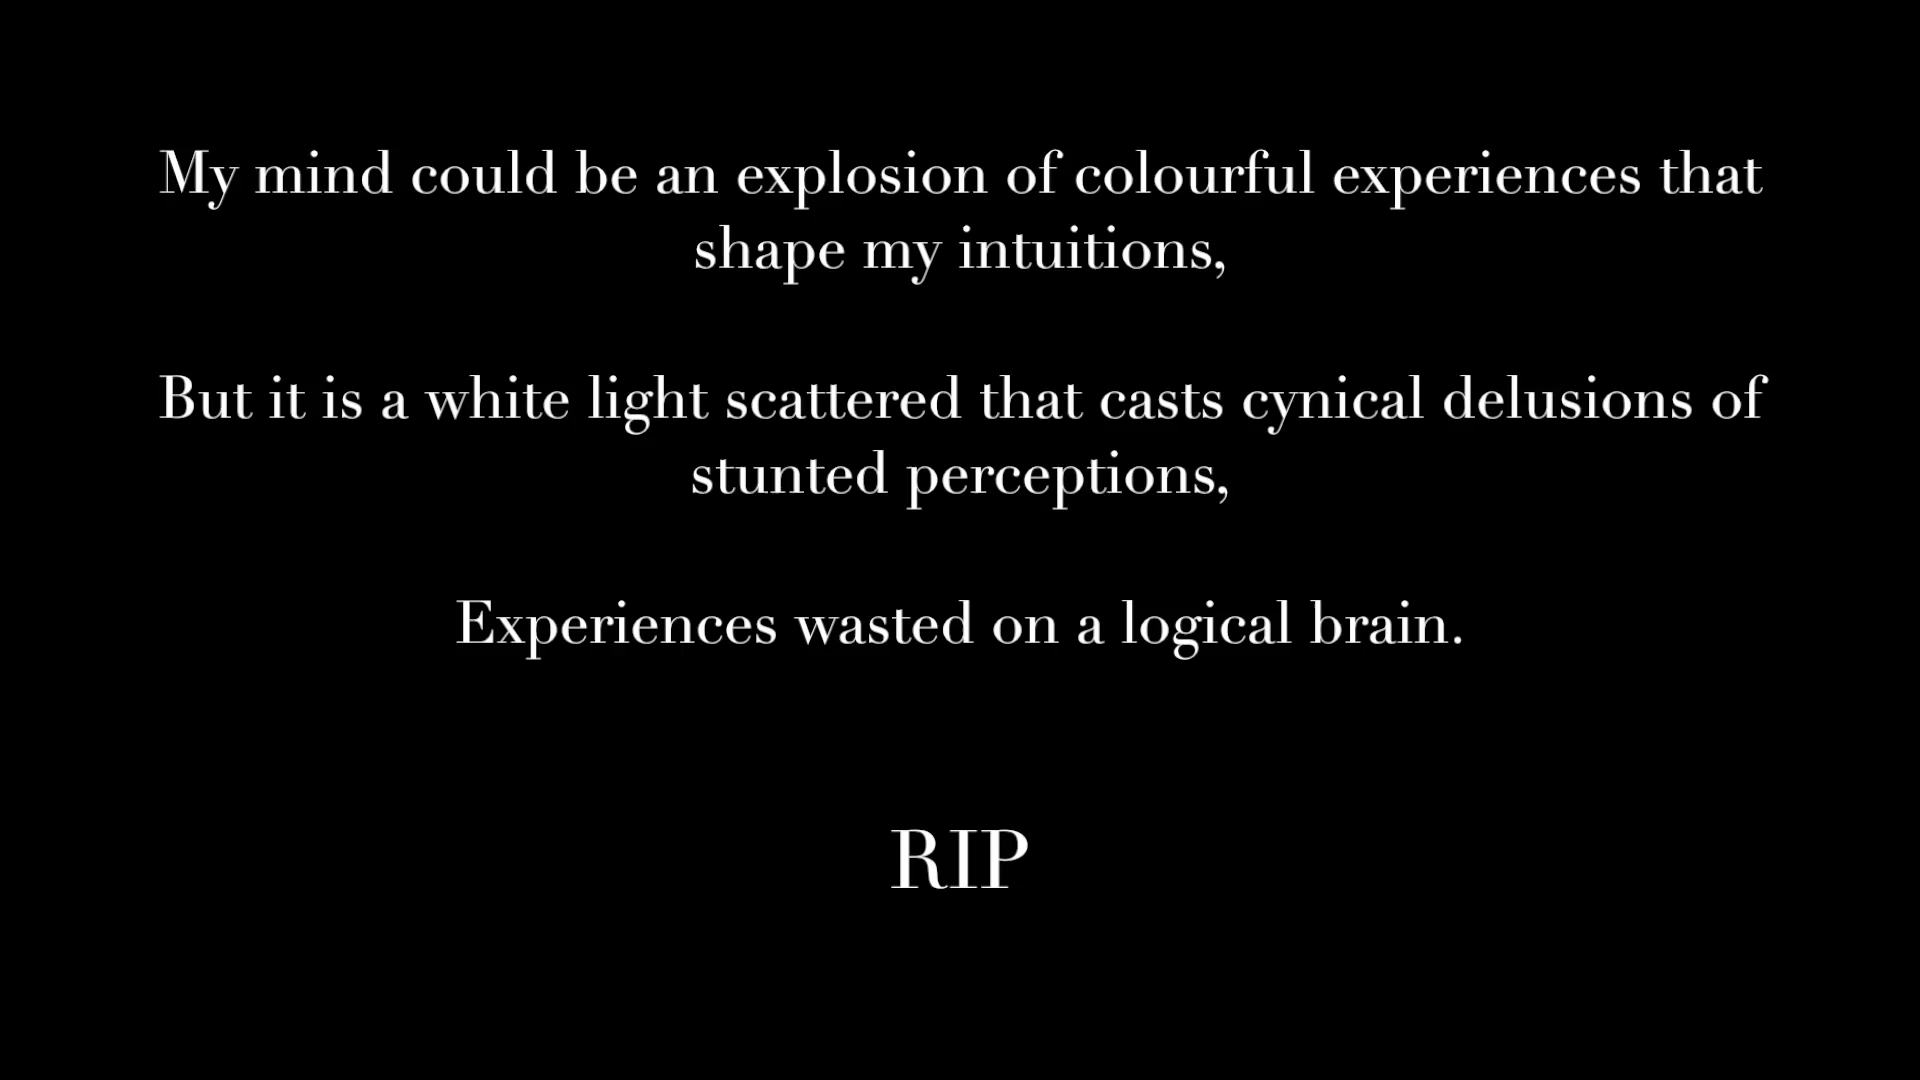 My mind could be an explosion of colourful experiences that
shape my intuitions,
But it is a white light scattered that casts cynical delusions of
stunted perceptions,
Experiences wasted on a logical brain.
RIP